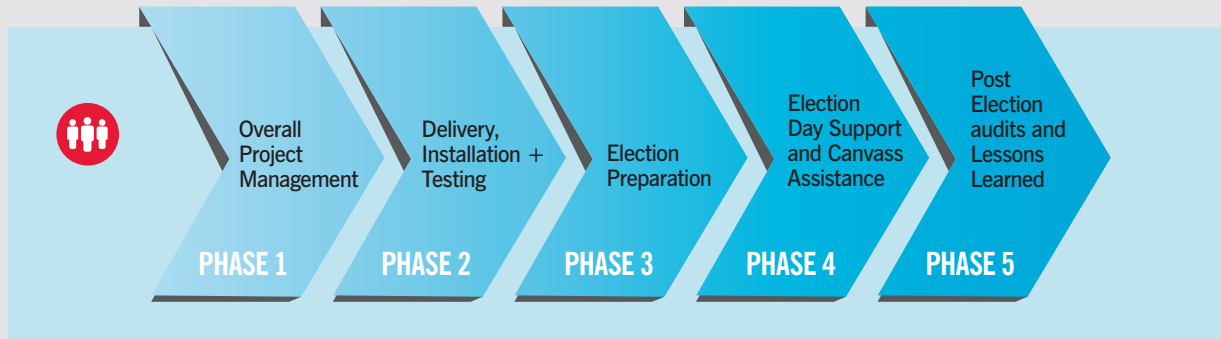 Overall
Project
Management
PHASE 1
Delivery,
Installation +
Testing
PHASE 2
Election
Preparation
PHASE 3
Election
Day Support
and Canvass
Assistance
PHASE 4
Post
Election
audits and
Lessons
Learned
PHASE 5